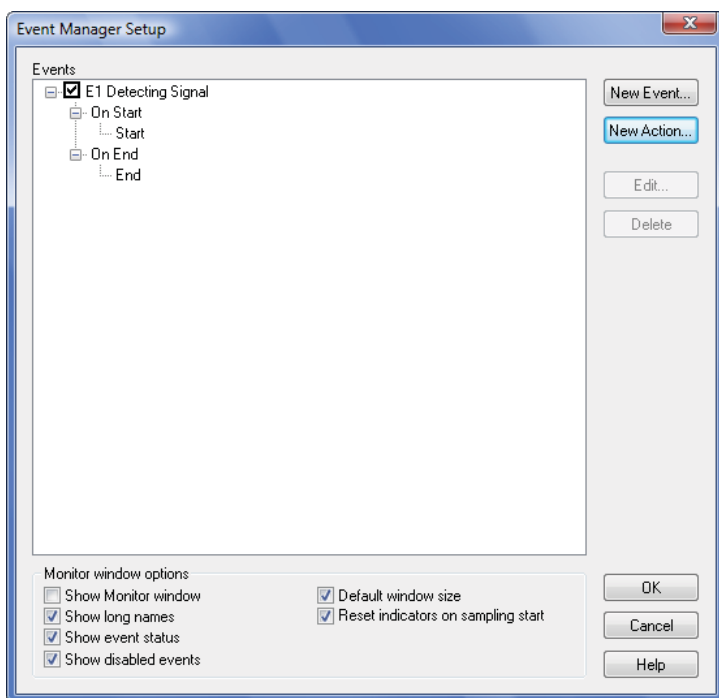 Event Manager Setup
Events
E1 Detecting Signal
On Start
Start
On End
End
New Event...
New Action...
Edit...
Delete
Monitor window options
Show Monitor window
Show long names
Show event status
Show disabled events
Default window size
Reset indicators on sampling start
OK
Cancel
Help